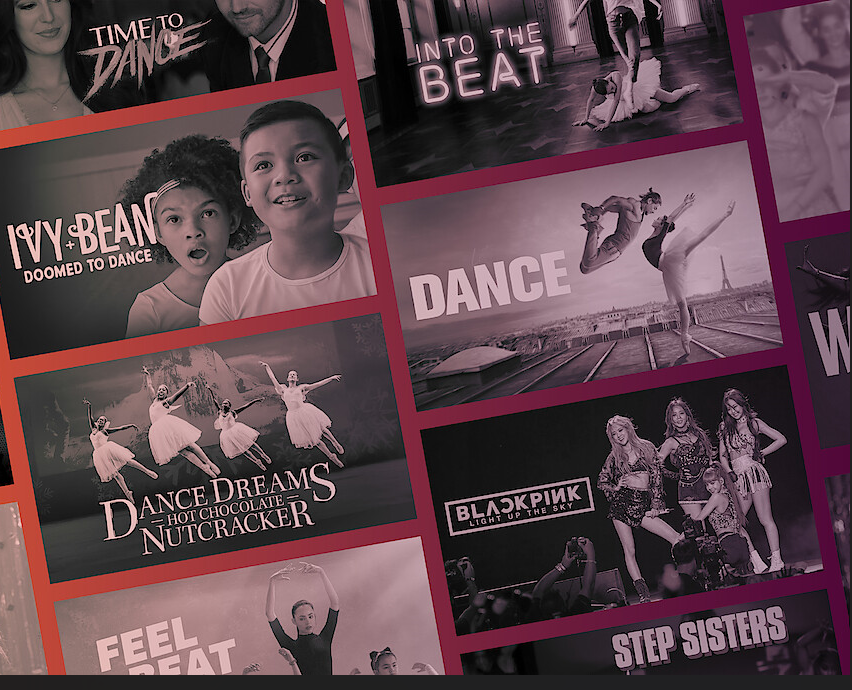 TIME TO
DANCE
INTO THE
BEAT
IVY + BEAN
DOOMED TO DANCE
DANCE
DANCE DREAMS
– HOT CHOCOLATE –
NUTCRACKER
BLACKPINK
LIGHT UP THE SKY
FEEL
BEAT
STEP SISTERS
W